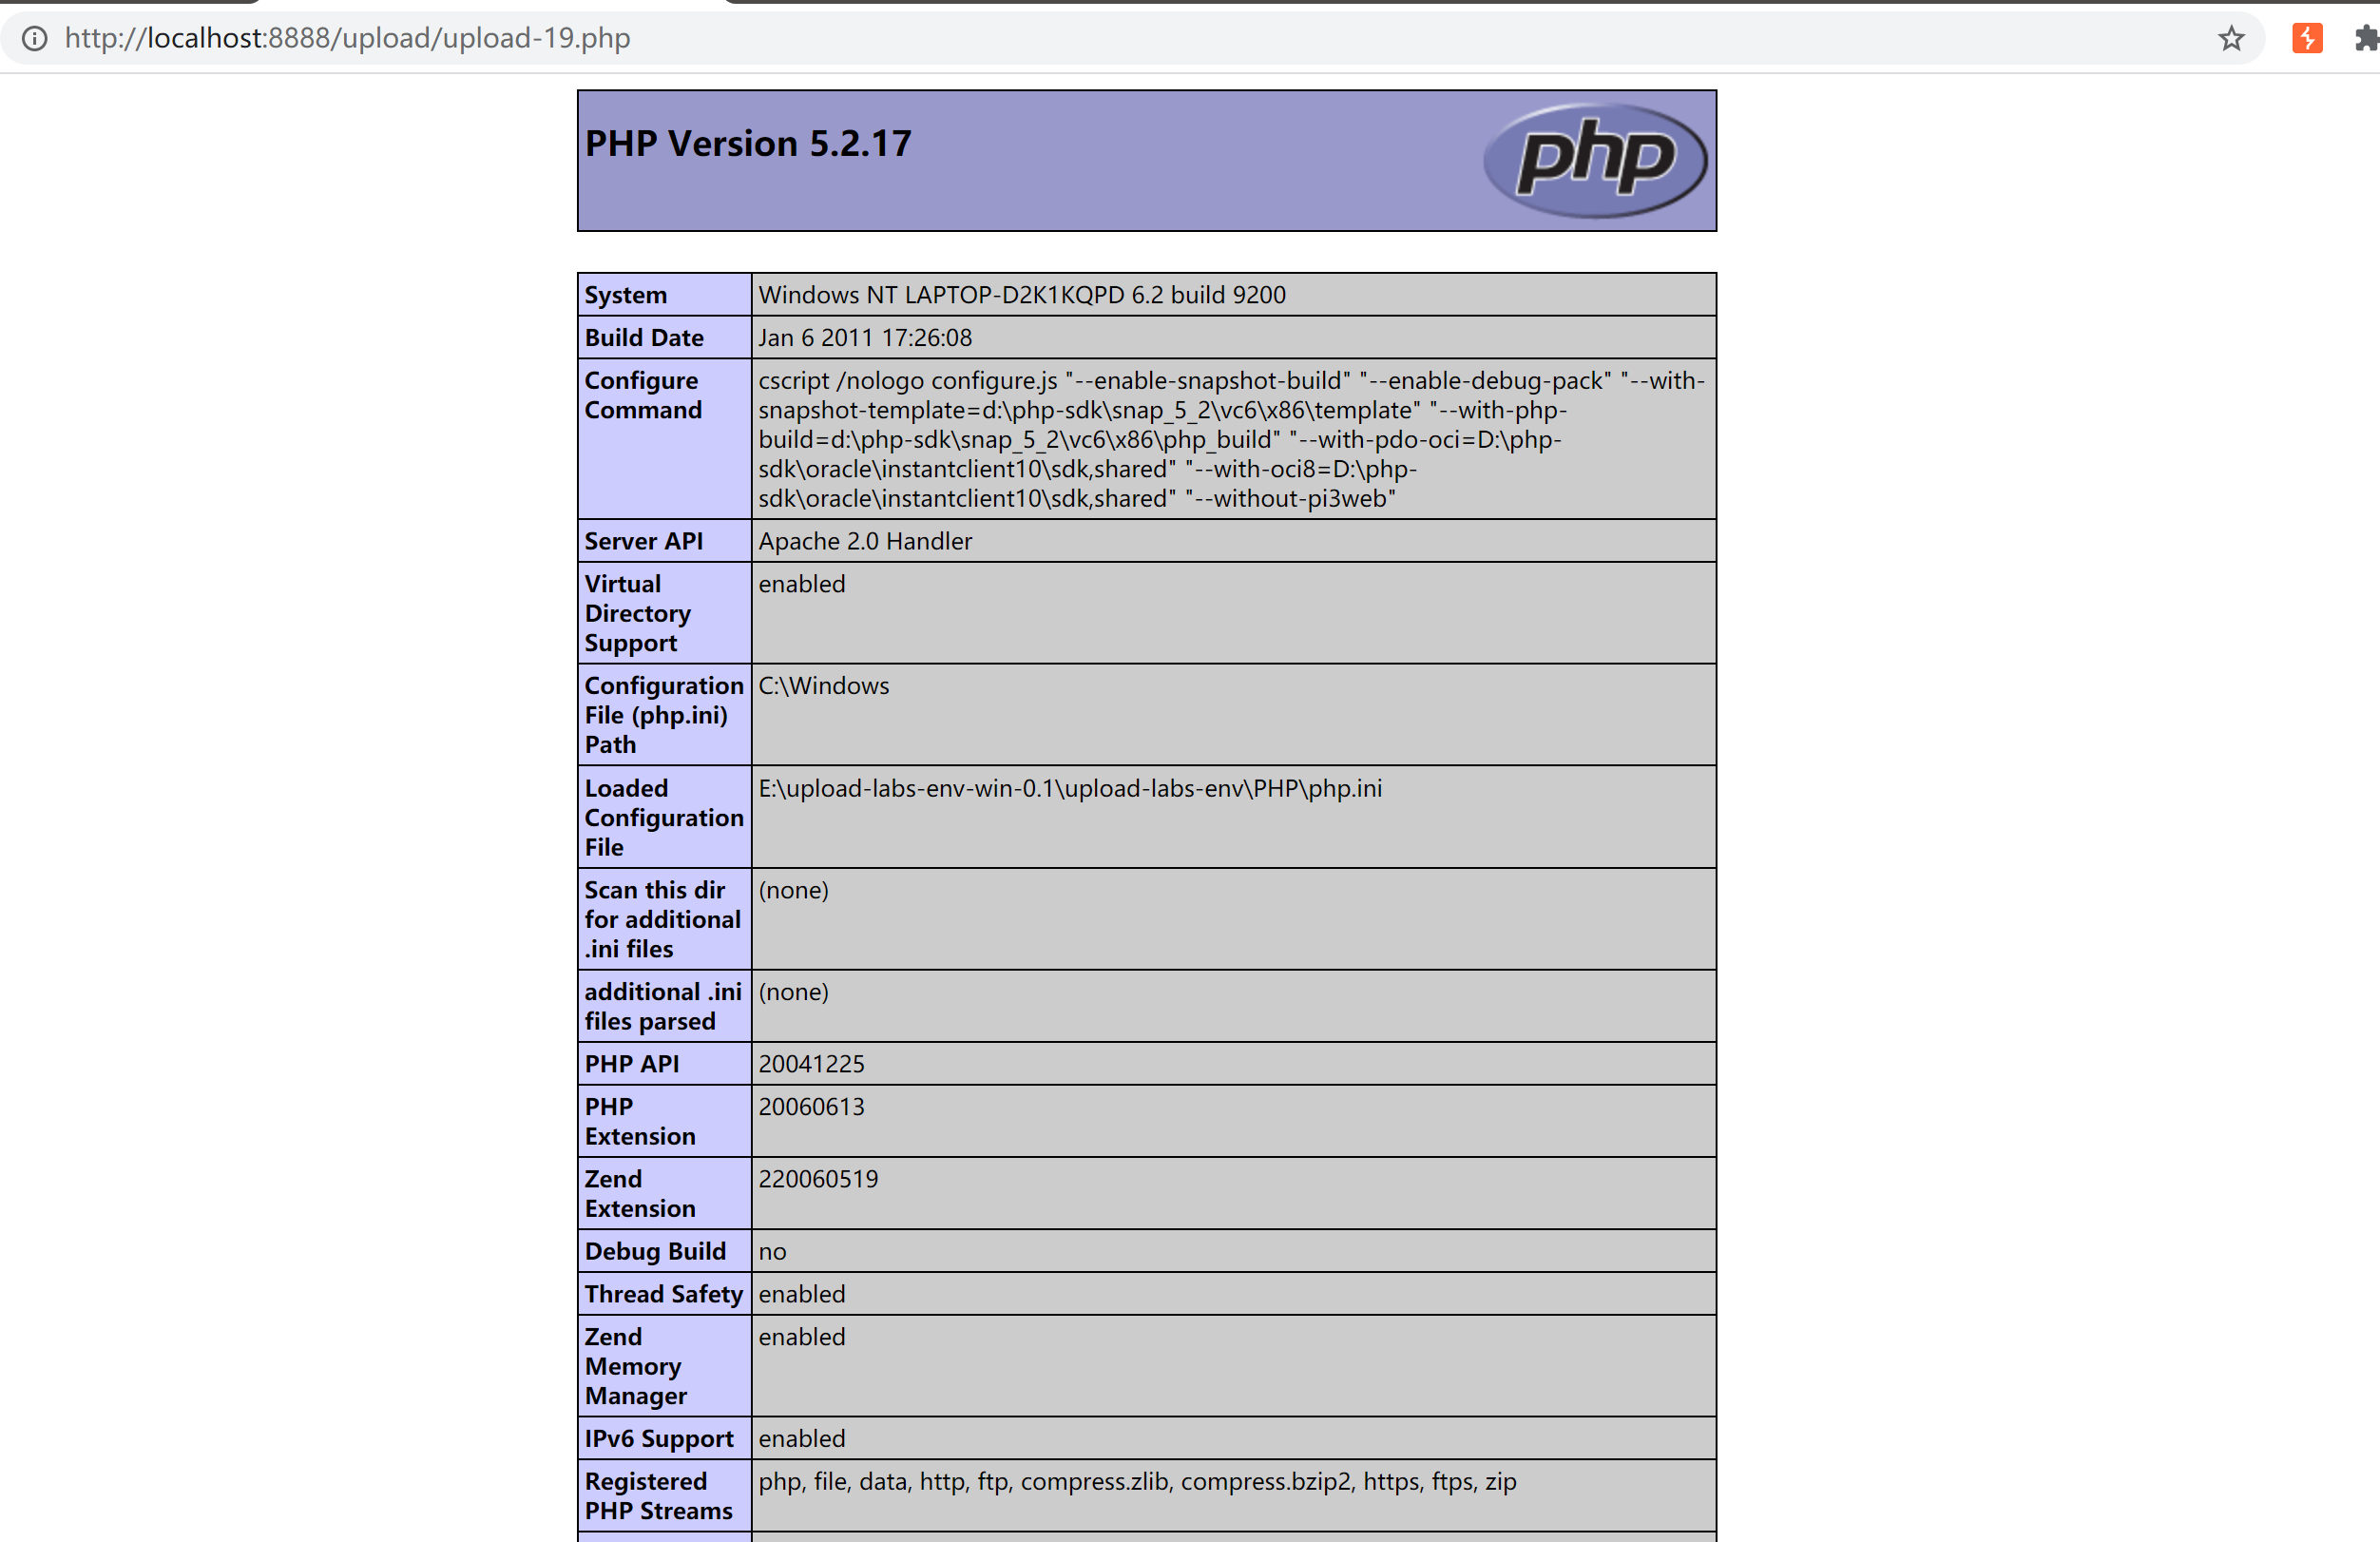 http://localhost:8888/upload/upload-19.php
PHP Version 5.2.17
php
System
Windows NT LAPTOP-D2K1KQPD 6.2 build 9200
Build Date
Jan 6 2011 17:26:08
Configure
Command
cscript /nologo configure.js "--enable-snapshot-build" "--enable-debug-pack" "--with-
snapshot-template=d:\php-sdk\snap_5_2\vc6\x86\template" "--with-php-
build=d:\php-sdk\snap_5_2\vc6\x86\php_build" "--with-pdo-oci=D:\php-
sdk\oracle\instantclient10\sdk,shared" "--with-oci8=D:\php-
sdk\oracle\instantclient10\sdk,shared" "--without-pi3web"
Server API
Apache 2.0 Handler
Virtual
Directory
Support
enabled
Configuration
File (php.ini)
Path
C:\Windows
Loaded
Configuration
File
E:\upload-labs-env-win-0.1\upload-labs-env\PHP\php.ini
Scan this dir
for additional
.ini files
(none)
additional .ini
files parsed
(none)
PHP API
20041225
PHP
Extension
20060613
Zend
Extension
220060519
Debug Build
no
Thread Safety
enabled
Zend
Memory
Manager
enabled
IPv6 Support
enabled
Registered
PHP Streams
php, file, data, http, ftp, compress.zlib, compress.bzip2, https, ftps, zip